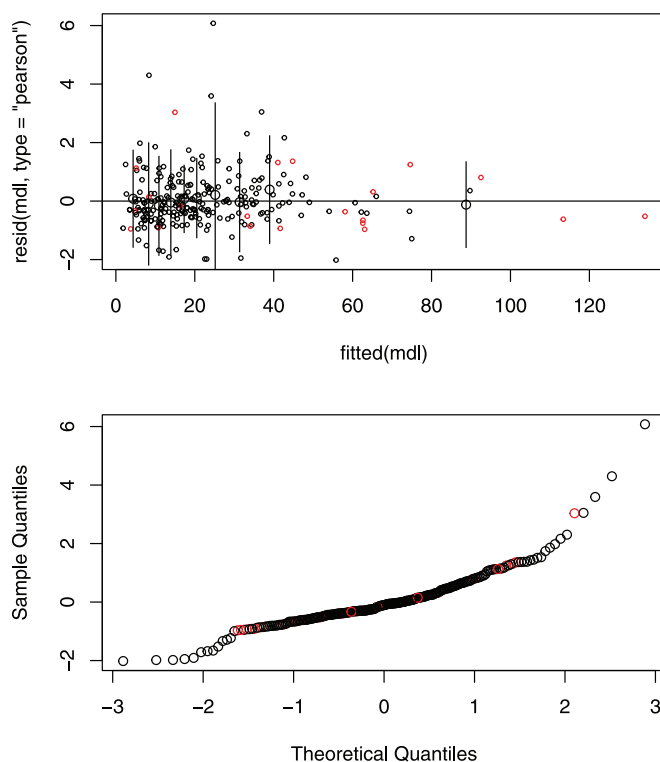 resid(mdl, type = "pearson")
6
4
2
0
−2
0 20 40 60 80 100 120
fitted(mdl)
Sample Quantiles
6
4
2
0
−2
−3 −2 −1 0 1 2 3
Theoretical Quantiles